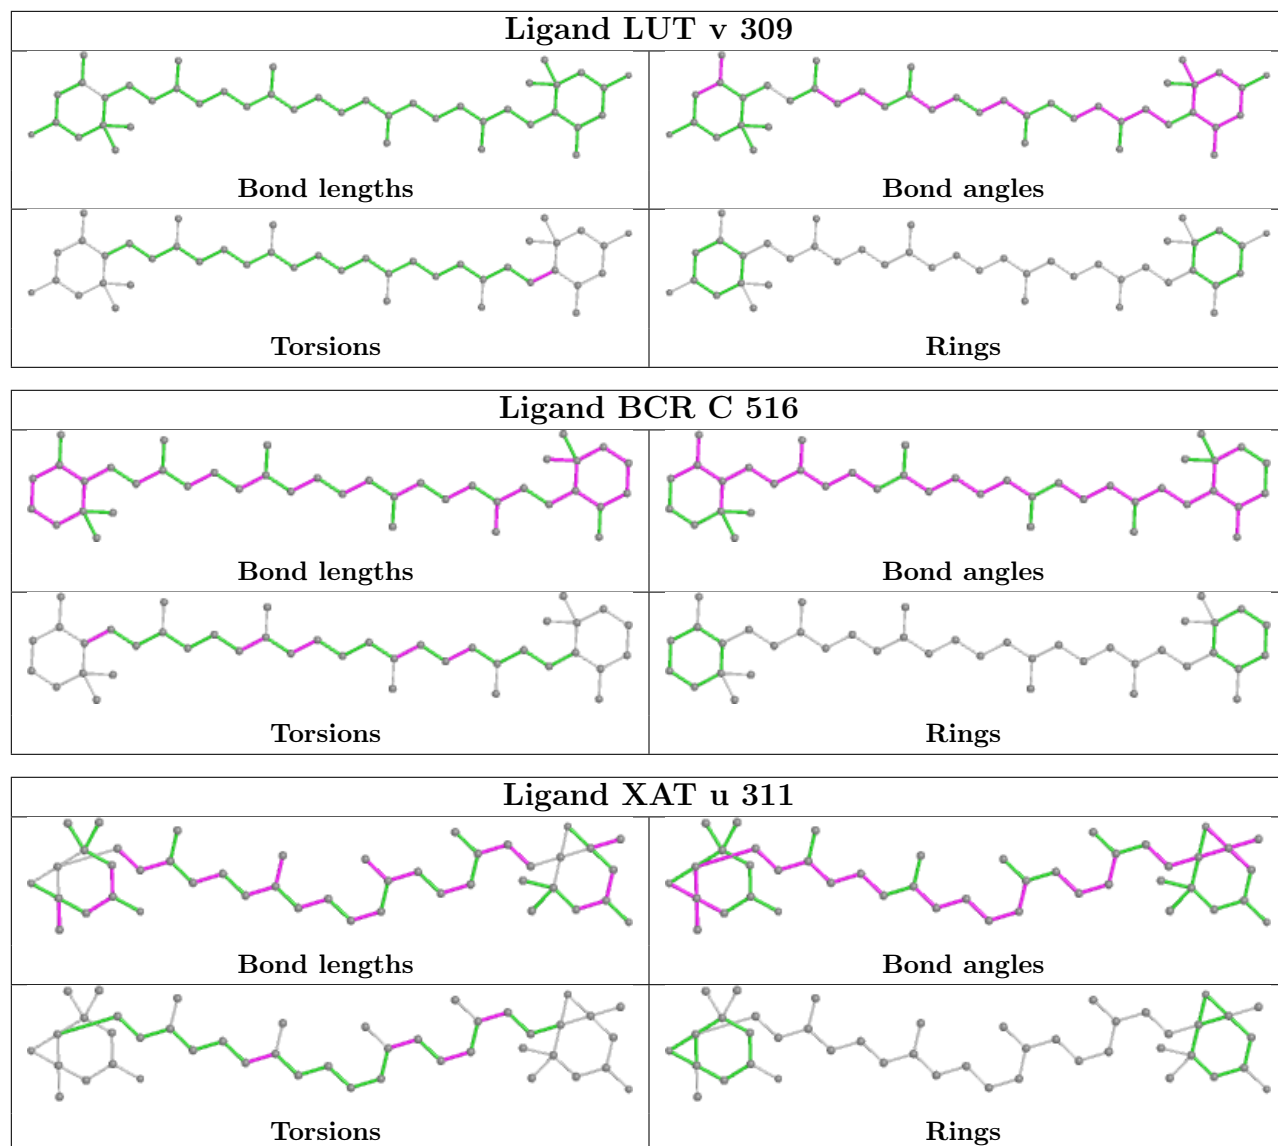 Ligand LUT v 309
Bond lengths
Bond angles
Torsions
Rings
Ligand BCR C 516
Bond lengths
Bond angles
Torsions
Rings
Ligand XAT u 311
Bond lengths
Bond angles
Torsions
Rings